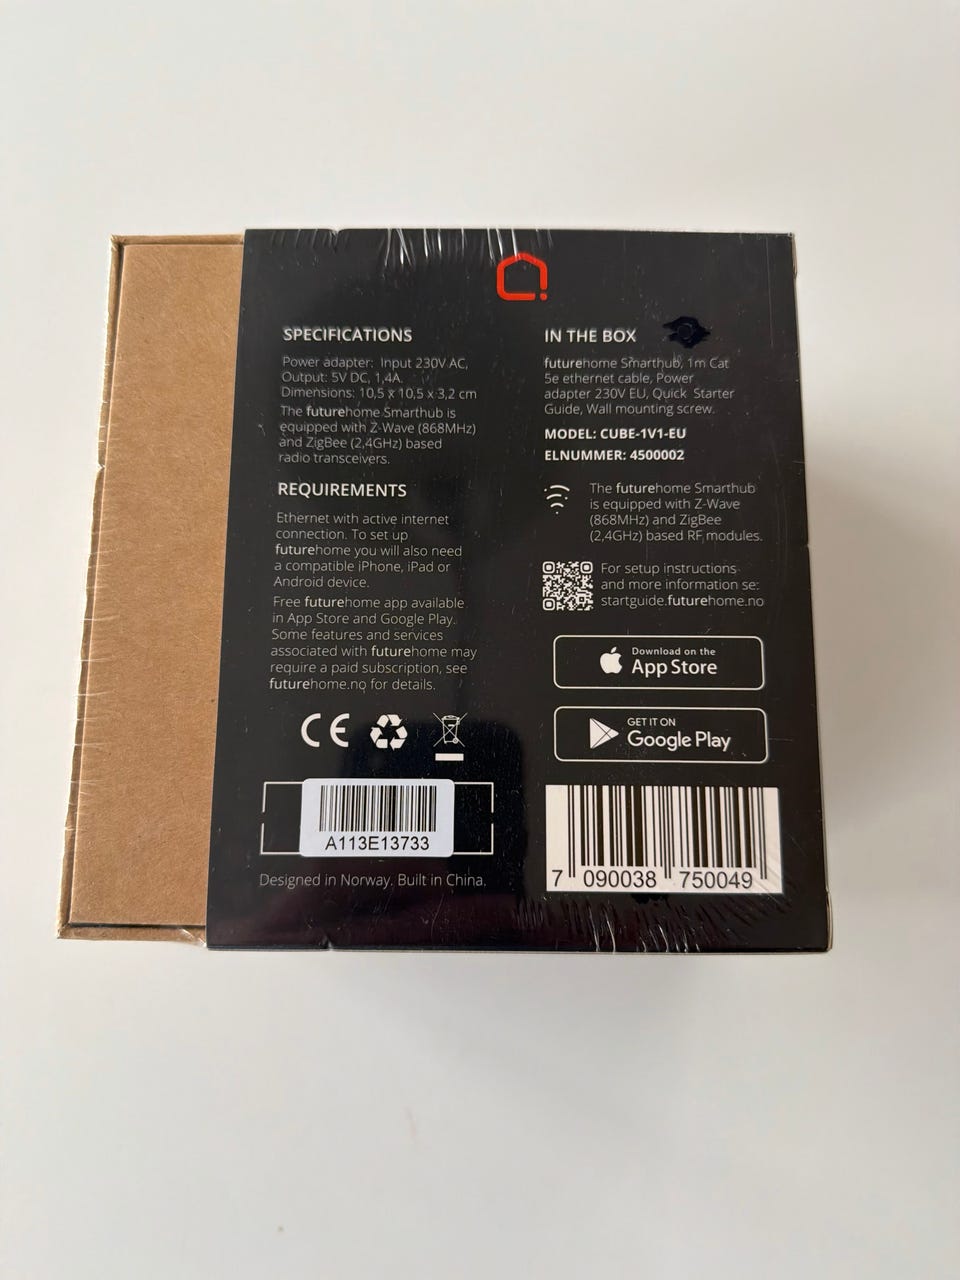 SPECIFICATIONS
Power adapter: Input 230V AC,
Output: 5V DC, 1,4A.
Dimensions: 10,5 x 10,5 x 3,2 cm
The futurehome Smarthub is
equipped with Z-Wave (868MHz)
and ZigBee (2,4GHz) based
radio transceivers.
REQUIREMENTS
Ethernet with active internet
connection. To set up
futurehome you will also need
a compatible iPhone, iPad or
Android device.
Free futurehome app available
in App Store and Google Play.
Some features and services
associated with futurehome may
require a paid subscription, see
futurehome.no for details.
CE
A113E13733
Designed in Norway. Built in China.
IN THE BOX
futurehome Smarthub, 1m Cat
5e ethernet cable, Power
adapter 230V EU, Quick Starter
Guide, Wall mounting screw.
MODEL: CUBE-1V1-EU
ELNUMMER: 4500002
The futurehome Smarthub
is equipped with Z-Wave
(868MHz) and ZigBee
(2,4GHz) based RF modules.
For setup instructions
and more information se:
startguide.futurehome.no
Download on the
App Store
GET IT ON
Google Play
7 090038 750049